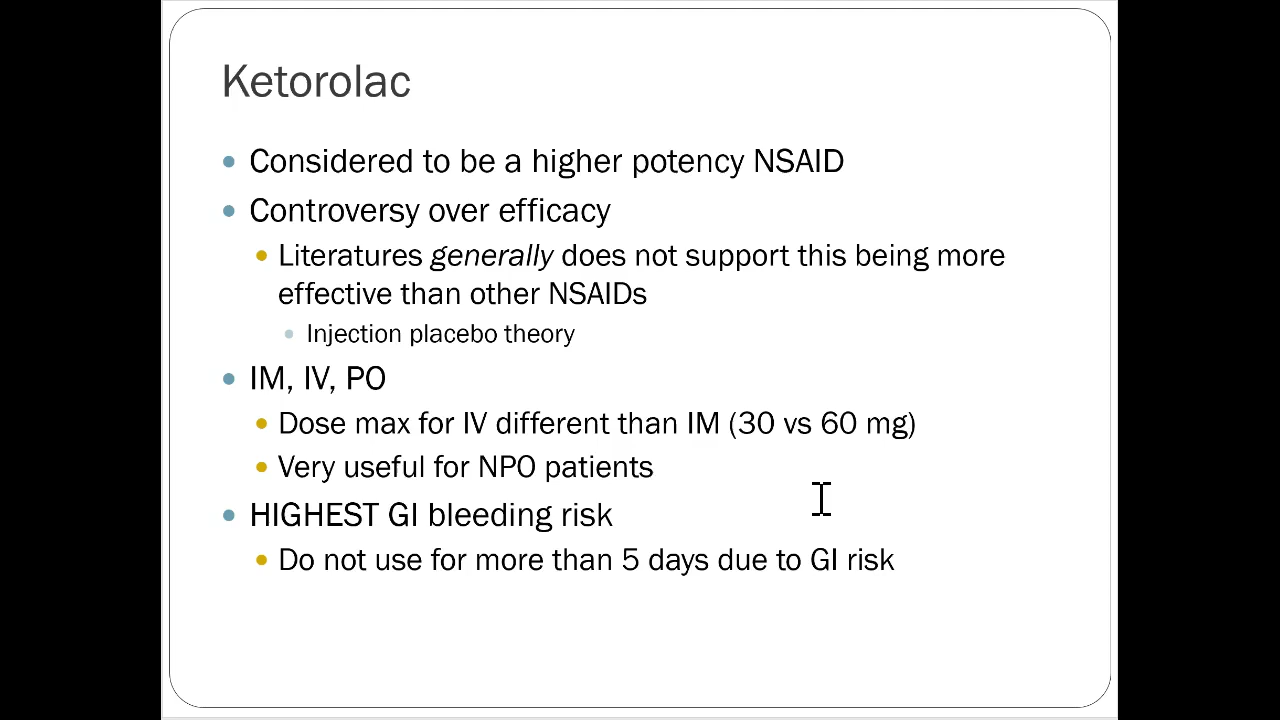 Ketorolac
Considered to be a higher potency NSAID
Controversy over efficacy
Literatures generally does not support this being more
effective than other NSAIDs
Injection placebo theory
IM, IV, PO
Dose max for IV different than IM (30 vs 60 mg)
Very useful for NPO patients
HIGHEST GI bleeding risk
Do not use for more than 5 days due to GI risk